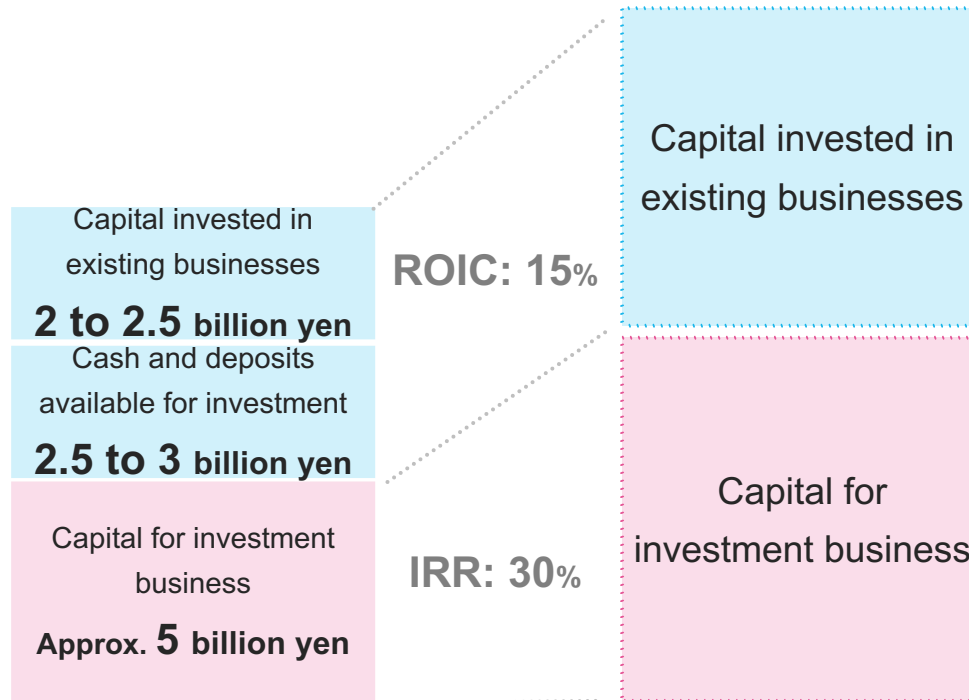 Capital invested in
existing businesses
2 to 2.5 billion yen
Cash and deposits
available for investment
2.5 to 3 billion yen
Capital for investment
business
Approx. 5 billion yen
ROIC: 15%
IRR: 30%
Capital invested in
existing businesses
Capital for
investment business